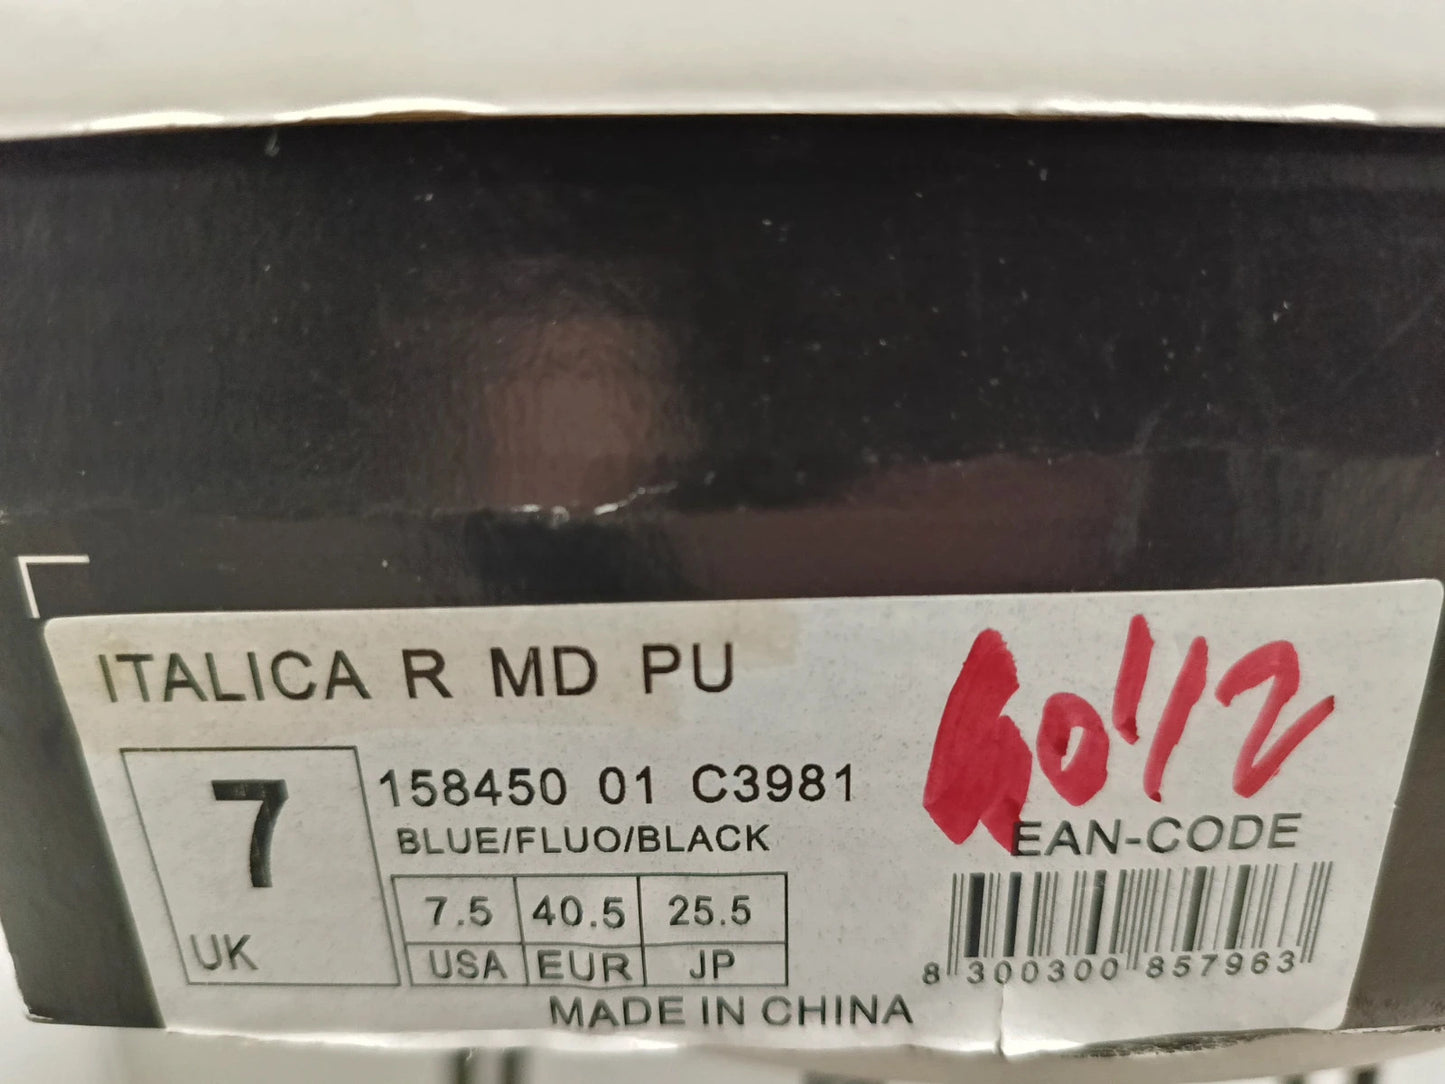 ITALICA R MD PU
40 1/2
7
UK
158450 01 C3981
BLUE/FLUO/BLACK
7.5 40.5 25.5
USA EUR JP
EAN-CODE
8 300300 857963
MADE IN CHINA